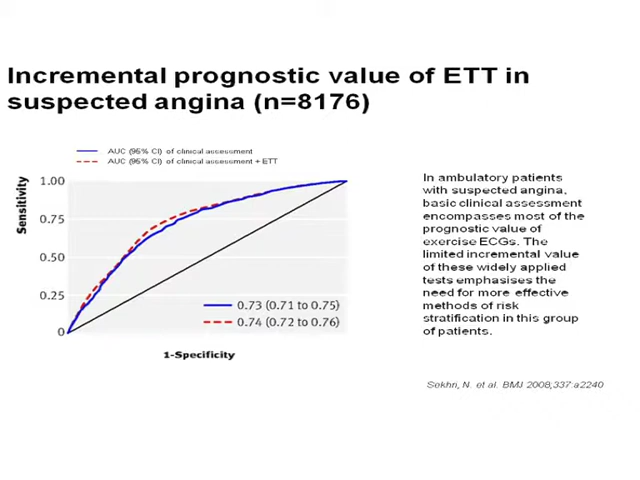 Incremental prognostic value of ETT in
suspected angina (n=8176)
AUC (95% CI) of clinical assessment
AUC (95% CI) of clinical assessment + ETT
Sensitivity
1.00
0.75
0.50
0.25
0
0.73 (0.71 to 0.75)
0.74 (0.72 to 0.76)
1-Specificity
In ambulatory patients
with suspected angina,
basic clinical assessment
encompasses most of the
prognostic value of
exercise ECGs. The
limited incremental value
of these widely applied
tests emphasises the
need for more effective
methods of risk
stratification in this group
of patients.
Sekhri, N. et al. BMJ 2008;337:a2240